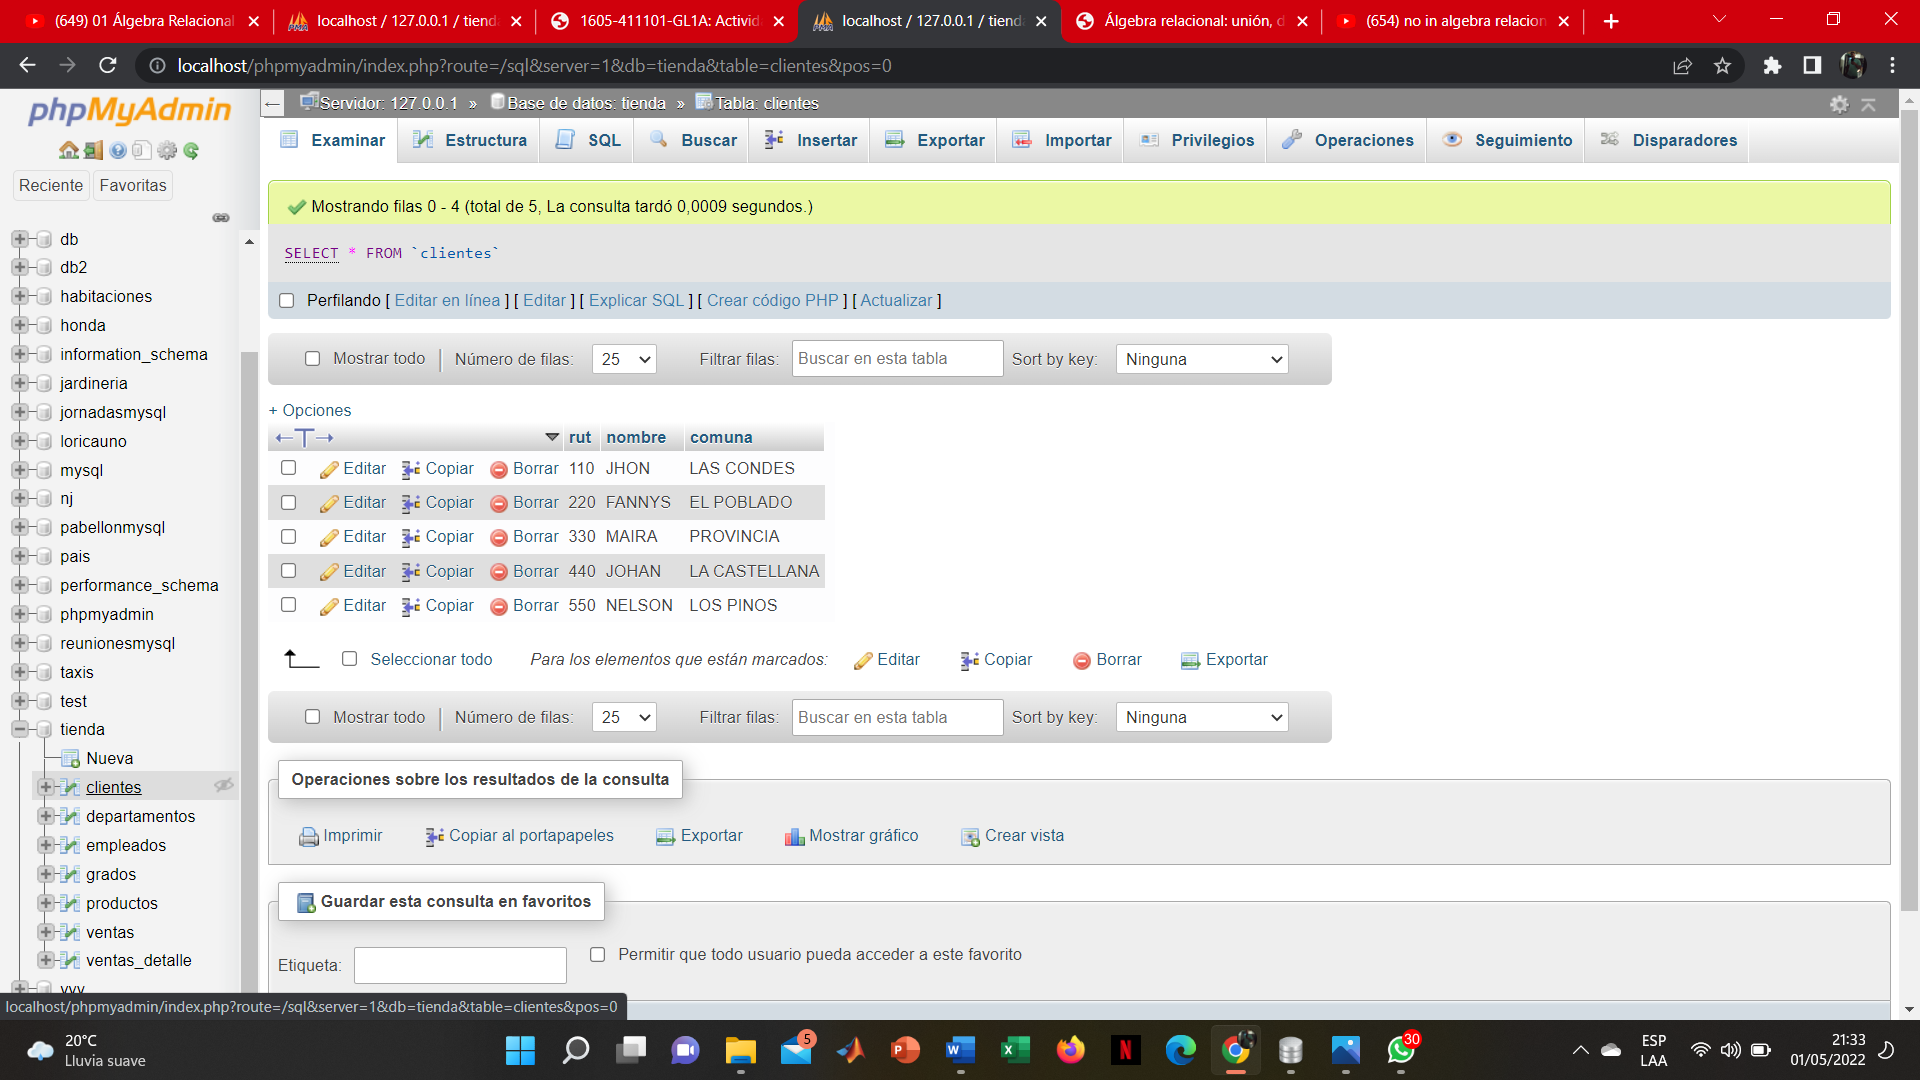 (649) 01 Álgebra Relacional
localhost / 127.0.0.1 / tienda
1605-411101-GL1A: Activid
localhost / 127.0.0.1 / tienda
Álgebra relacional: unión, d
(654) no in algebra relacion
localhost/phpmyadmin/index.php?route=/sql&server=1&db=tienda&table=clientes&pos=0
phpMyAdmin
Reciente Favoritas
db
db2
habitaciones
honda
information_schema
jardineria
jornadasmysql
loricauno
mysql
nj
pabellonmysql
pais
performance_schema
phpmyadmin
reunionesmysql
taxis
test
tienda
Nueva
clientes
departamentos
empleados
grados
productos
ventas
ventas_detalle
vvv
Servidor: 127.0.0.1 » Base de datos: tienda » Tabla: clientes
Examinar Estructura SQL Buscar Insertar Exportar Importar Privilegios Operaciones Seguimiento Disparadores
Mostrando filas 0 - 4 (total de 5, La consulta tardó 0,0009 segundos.)
SELECT * FROM `clientes`
Perfilando [ Editar en línea ] [ Editar ] [ Explicar SQL ] [ Crear código PHP ] [ Actualizar ]
Mostrar todo | Número de filas: 25 Filtrar filas: Buscar en esta tabla Sort by key: Ninguna
+ Opciones
←T→ rut nombre comuna
Editar Copiar Borrar 110 JHON LAS CONDES
Editar Copiar Borrar 220 FANNYS EL POBLADO
Editar Copiar Borrar 330 MAIRA PROVINCIA
Editar Copiar Borrar 440 JOHAN LA CASTELLANA
Editar Copiar Borrar 550 NELSON LOS PINOS
Seleccionar todo Para los elementos que están marcados: Editar Copiar Borrar Exportar
Mostrar todo | Número de filas: 25 Filtrar filas: Buscar en esta tabla Sort by key: Ninguna
Operaciones sobre los resultados de la consulta
Imprimir Copiar al portapapeles Exportar Mostrar gráfico Crear vista
Guardar esta consulta en favoritos
Etiqueta: Permitir que todo usuario pueda acceder a este favorito
localhost/phpmyadmin/index.php?route=/sql&server=1&db=tienda&table=clientes&pos=0
20°C
Lluvia suave
5
30
ESP
LAA
21:33
01/05/2022